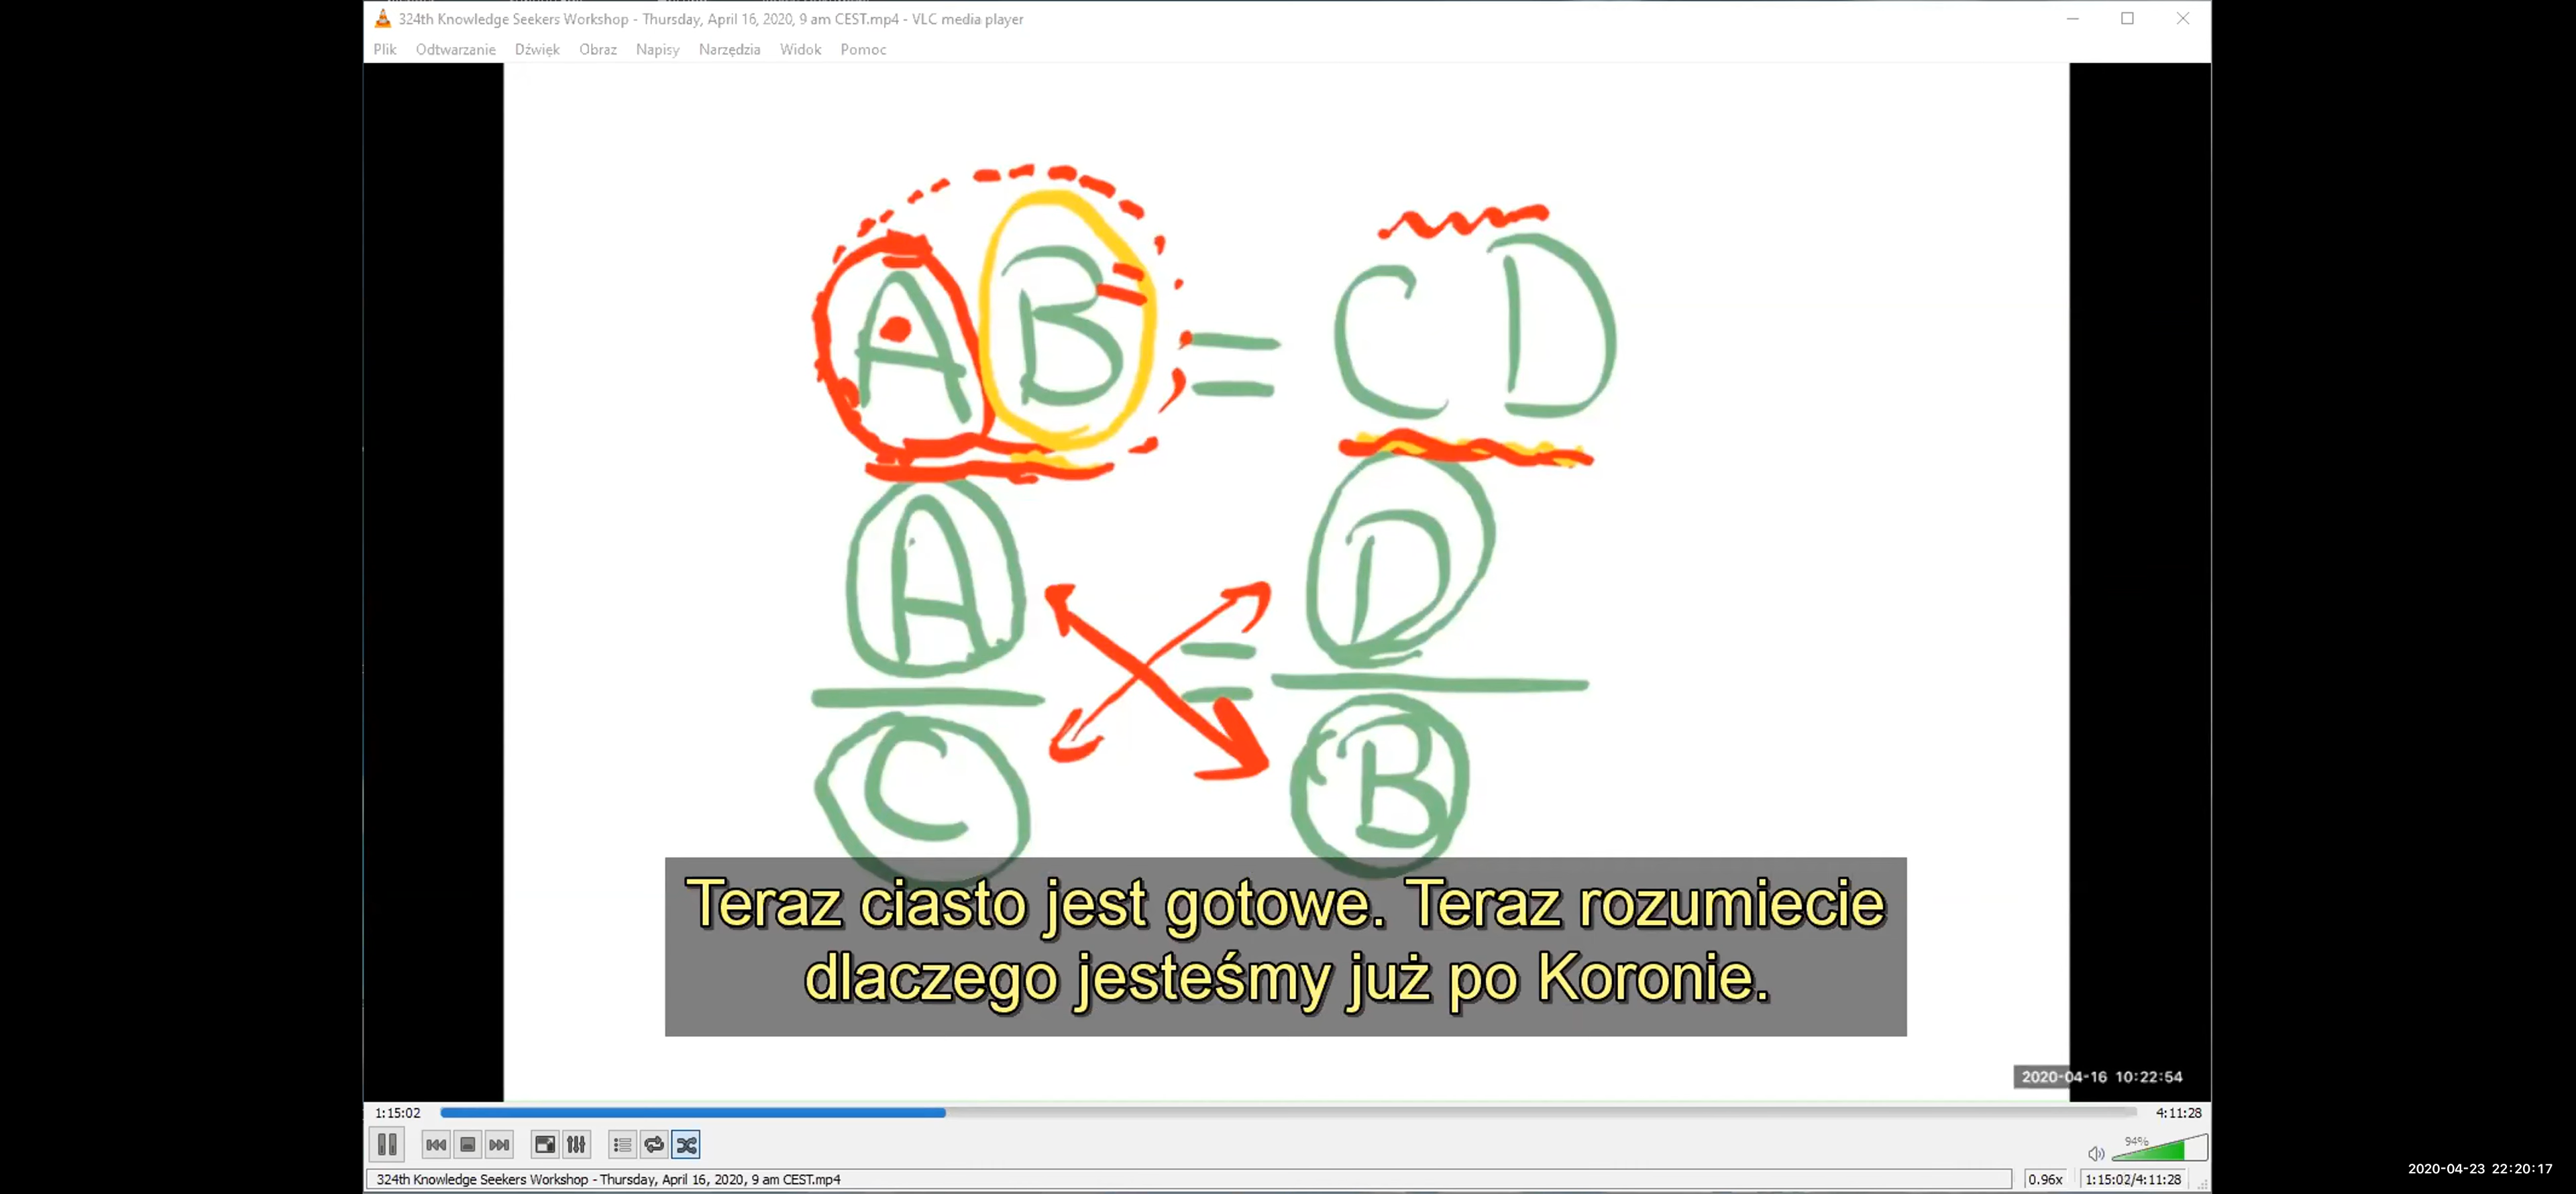 324th Knowledge Seekers Workshop - Thursday, April 16, 2020, 9 am CEST.mp4 - VLC media player
Plik Odtwarzanie Dźwięk Obraz Napisy Narzędzia Widok Pomoc
A B = C D
A = D
C B
Teraz ciasto jest gotowe. Teraz rozumiecie
dlaczego jesteśmy już po Koronie.
2020-04-16 10:22:54
1:15:02 4:11:28
94%
324th Knowledge Seekers Workshop - Thursday, April 16, 2020, 9 am CEST.mp4 0.96x 1:15:02/4:11:28
2020-04-23 22:20:17